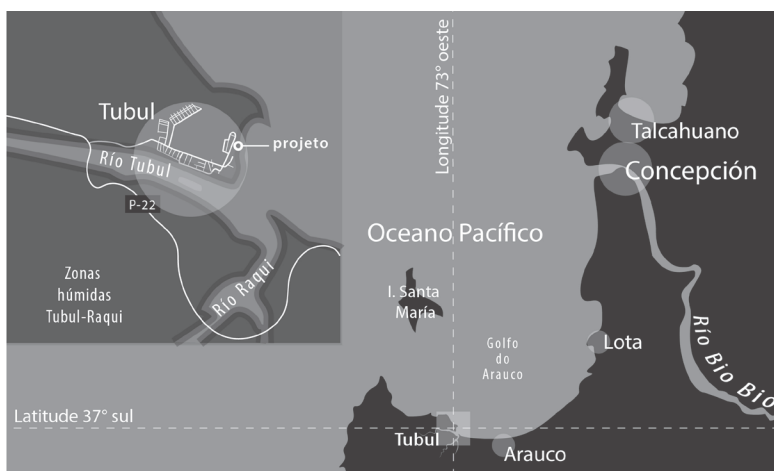 Tubul
projeto
Río Tubul
P-22
Zonas
húmidas
Tubul-Raqui
Río Raqui
Longitude 73° oeste
Talcahuano
Concepción
Oceano Pacífico
I. Santa
María
Golfo
do
Arauco
Lota
Río Bio Bio
Latitude 37° sul
Tubul
Arauco